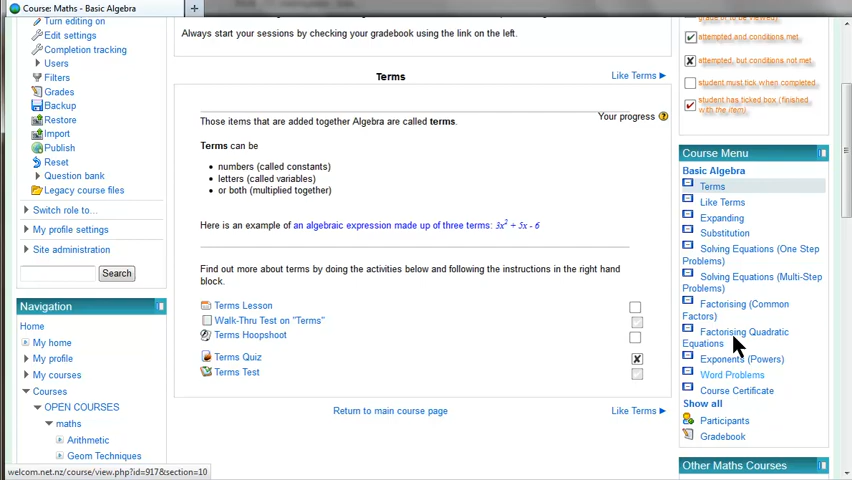 Course: Maths - Basic Algebra
Turn editing on
Edit settings
Completion tracking
Users
Filters
Grades
Backup
Restore
Import
Publish
Reset
Question bank
Legacy course files
Switch role to...
My profile settings
Site administration
Search
Navigation
Home
My home
My profile
My courses
Courses
OPEN COURSES
maths
Arithmetic
Geom Techniques
welcom.net.nz/course/view.php?id=917&section=10
Always start your sessions by checking your gradebook using the link on the left.
Terms
Like Terms
Those items that are added together Algebra are called terms.
Your progress
Terms can be
numbers (called constants)
letters (called variables)
or both (multiplied together)
Here is an example of an algebraic expression made up of three terms: 3x² + 5x - 6
Find out more about terms by doing the activities below and following the instructions in the right hand
block.
Terms Lesson
Walk-Thru Test on "Terms"
Terms Hoopshoot
Terms Quiz
Terms Test
Return to main course page
Like Terms
attempted and conditions met
attempted, but conditions not met
student must tick when completed
student has ticked box (finished
with the item)
Course Menu
Basic Algebra
Terms
Like Terms
Expanding
Substitution
Solving Equations (One Step
Problems)
Solving Equations (Multi-Step
Problems)
Factorising (Common
Factors)
Factorising Quadratic
Equations
Exponents (Powers)
Word Problems
Course Certificate
Show all
Participants
Gradebook
Other Maths Courses